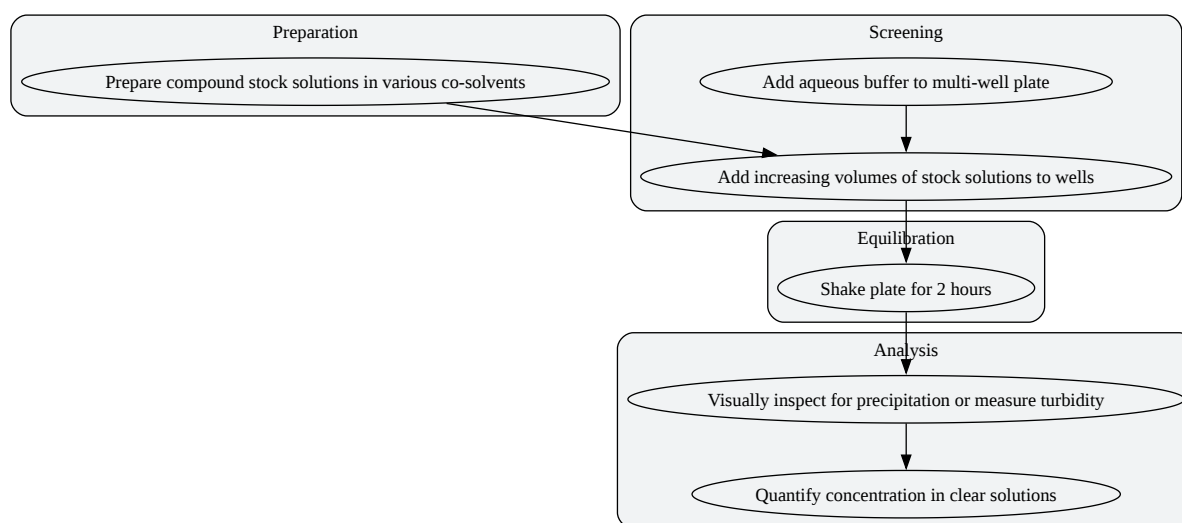 Preparation
Prepare compound stock solutions in various co-solvents
Screening
Add aqueous buffer to multi-well plate
Add increasing volumes of stock solutions to wells
Equilibration
Shake plate for 2 hours
Analysis
Visually inspect for precipitation or measure turbidity
Quantify concentration in clear solutions